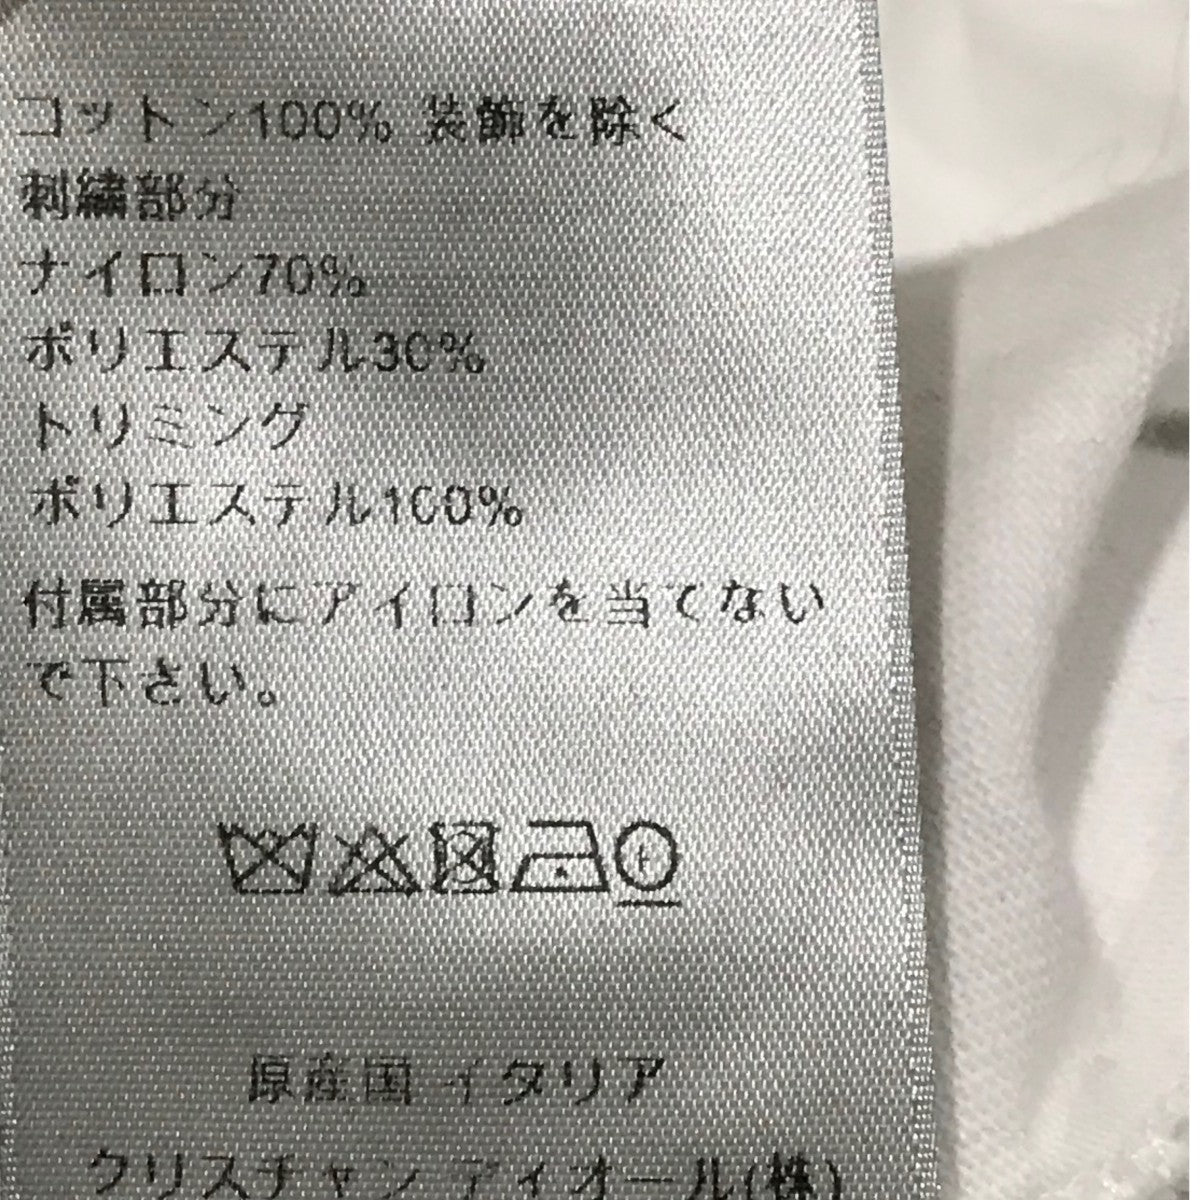 コットン100% 装飾を除く
刺繍部分
ナイロン70%
ポリエステル30%
トリミング
ポリエステル100%
付属部分にアイロンを当てない
で下さい。
原産国 イタリア
クリスチャン ディオール(株)